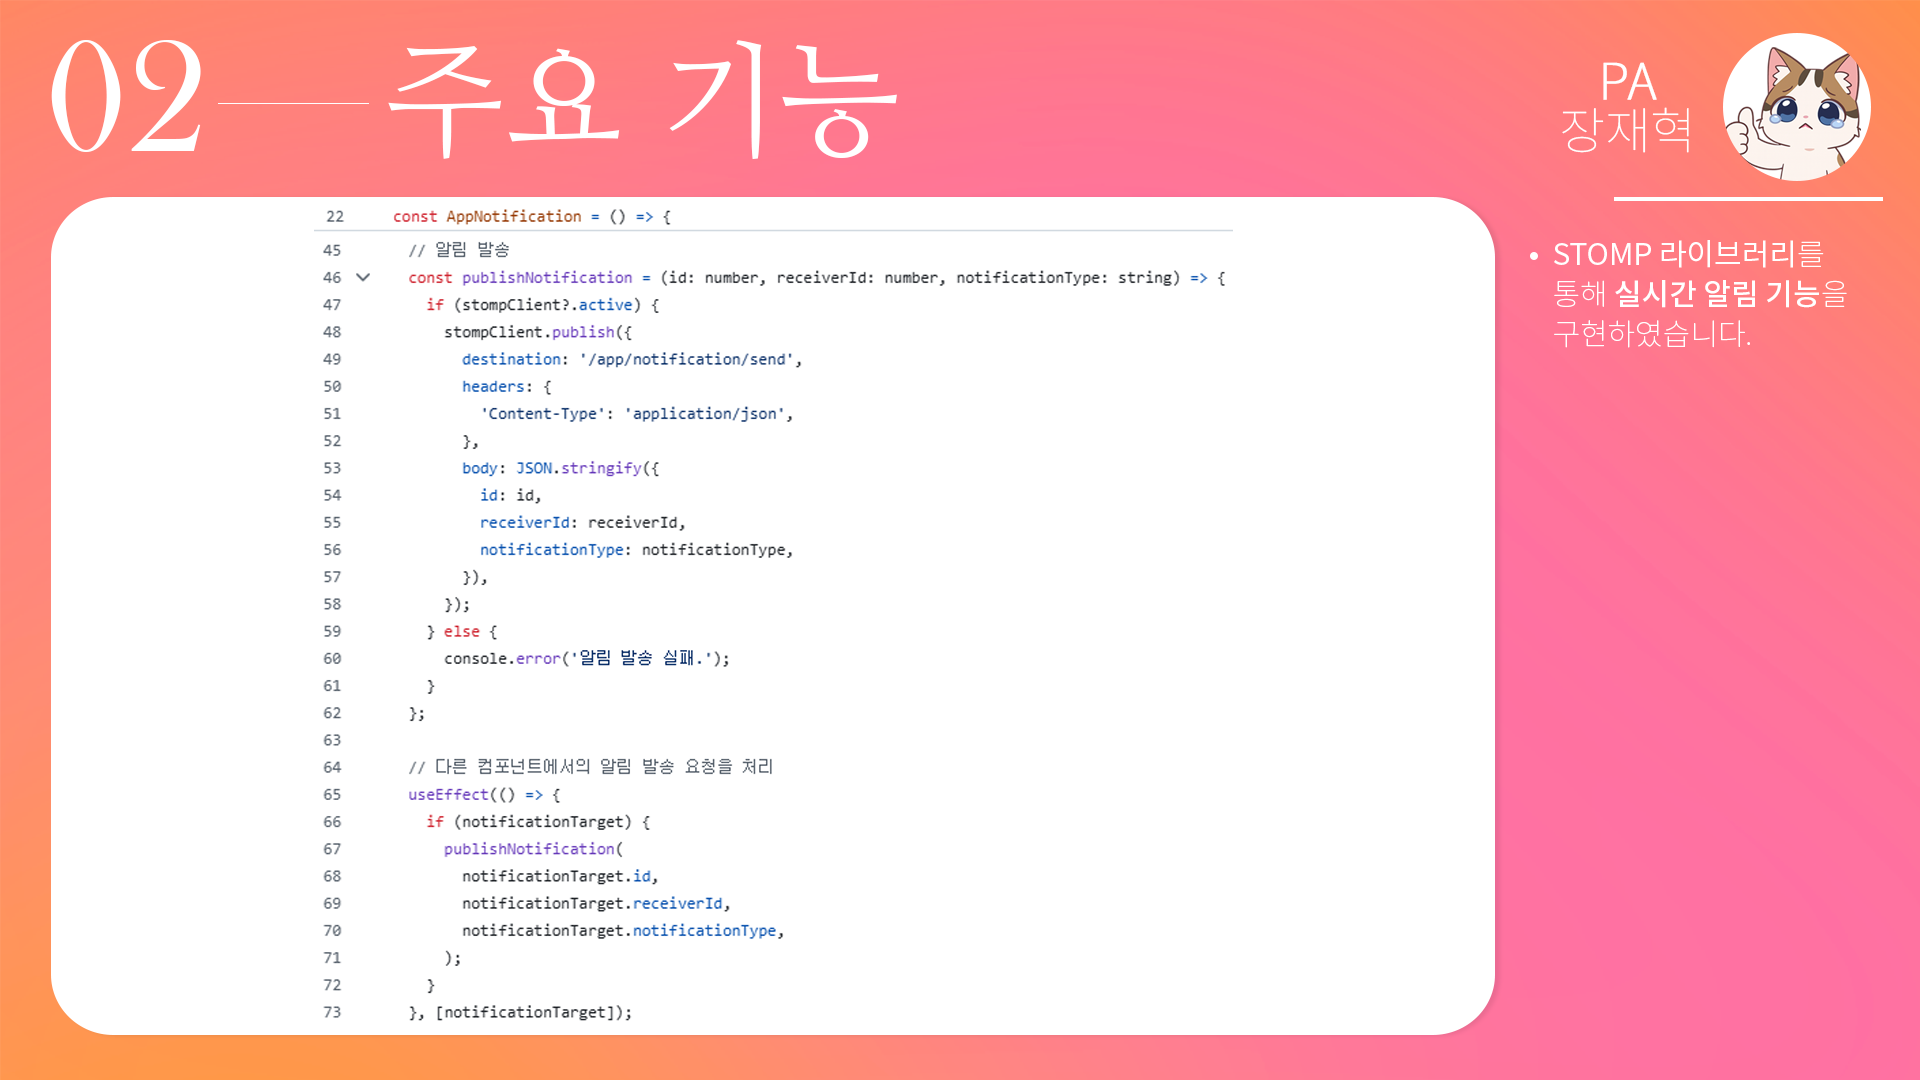 02 주요 기능
PA
장재혁
22 const AppNotification = () => {
45 // 알림 발송
46 const publishNotification = (id: number, receiverId: number, notificationType: string) => {
47 if (stompClient?.active) {
48 stompClient.publish({
49 destination: '/app/notification/send',
50 headers: {
51 'Content-Type': 'application/json',
52 },
53 body: JSON.stringify({
54 id: id,
55 receiverId: receiverId,
56 notificationType: notificationType,
57 }),
58 });
59 } else {
60 console.error('알림 발송 실패.');
61 }
62 };
63
64 // 다른 컴포넌트에서의 알림 발송 요청을 처리
65 useEffect(() => {
66 if (notificationTarget) {
67 publishNotification(
68 notificationTarget.id,
69 notificationTarget.receiverId,
70 notificationTarget.notificationType,
71 );
72 }
73 }, [notificationTarget]);
• STOMP 라이브러리를
통해 실시간 알림 기능을
구현하였습니다.